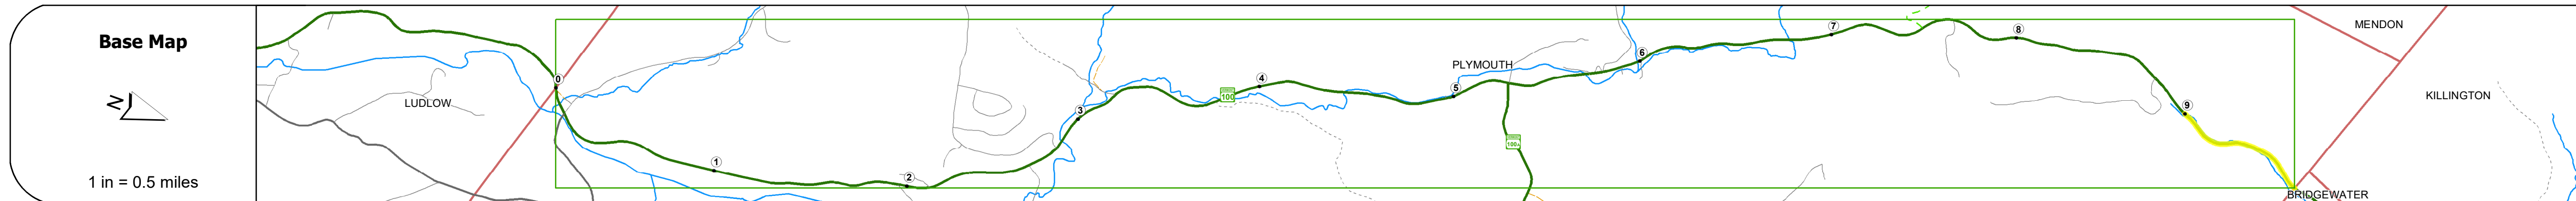 Base Map
N
1 in = 0.5 miles
LUDLOW
0
1
2
3
100
4
5
PLYMOUTH
100A
6
7
8
9
MENDON
KILLINGTON
BRIDGEWATER